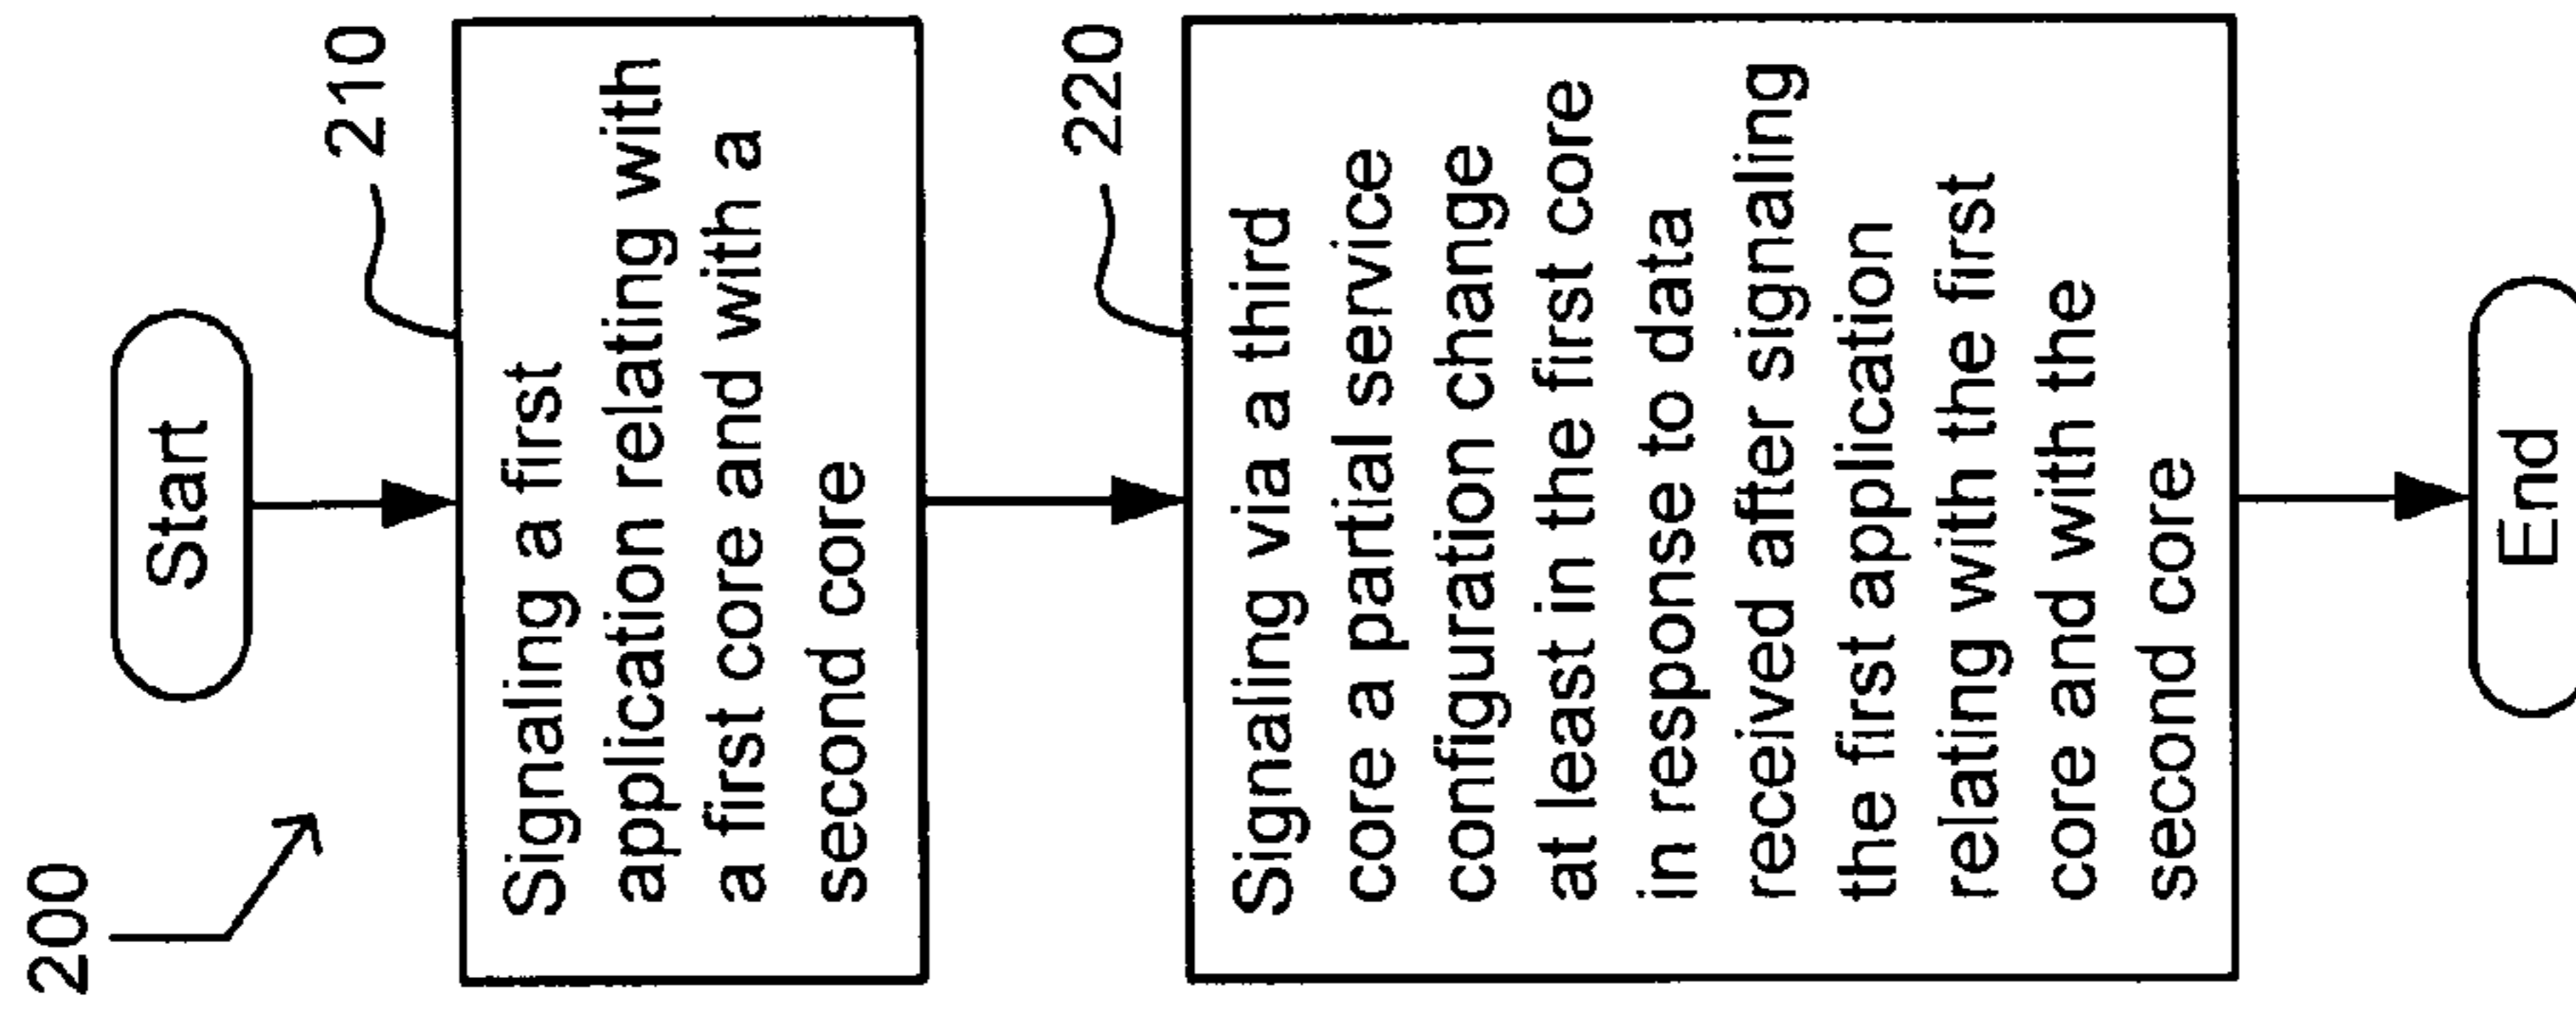 200
Start
210
Signaling a first
application relating with
a first core and with a
second core
220
Signaling via a third
core a partial service
configuration change
at least in the first core
in response to data
received after signaling
the first application
relating with the first
core and with the
second core
End